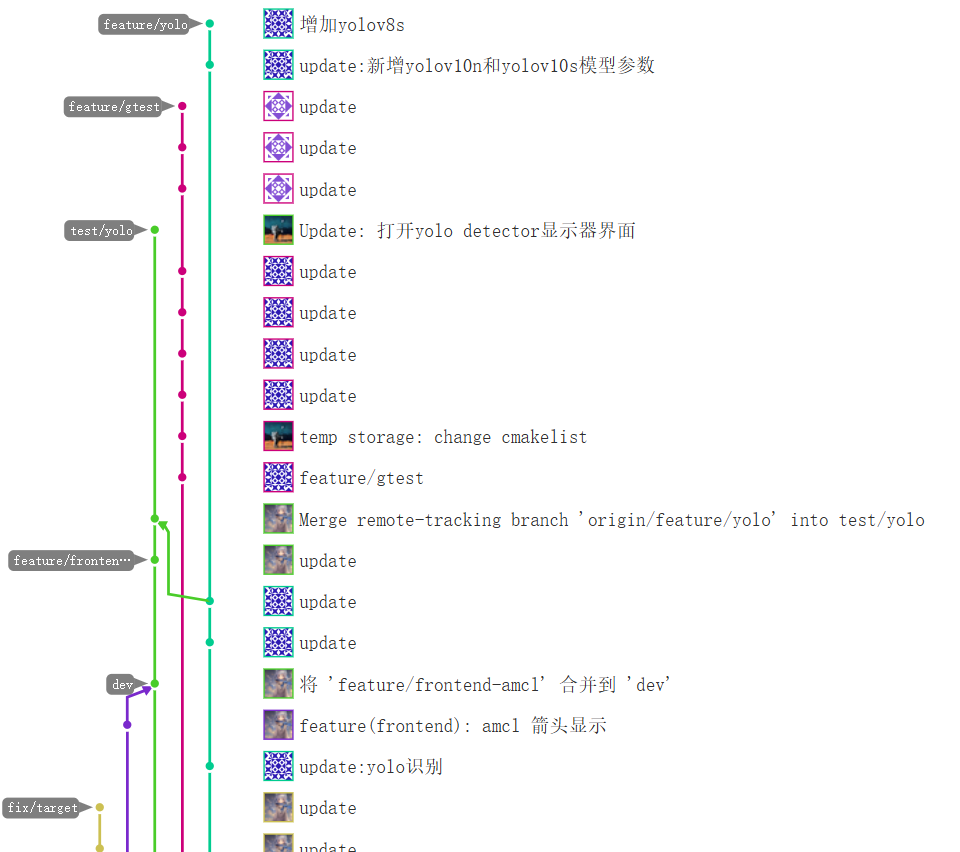 feature/yolo 增加yolov8s
update:新增yolov10n和yolov10s模型参数
feature/gtest update
update
update
test/yolo Update: 打开yolo detector显示器界面
update
update
update
update
temp storage: change cmakelist
feature/gtest
Merge remote-tracking branch 'origin/feature/yolo' into test/yolo
feature/fronten… update
update
update
dev 将 'feature/frontend-amcl' 合并到 'dev'
feature(frontend): amcl 箭头显示
update:yolo识别
fix/target update
update